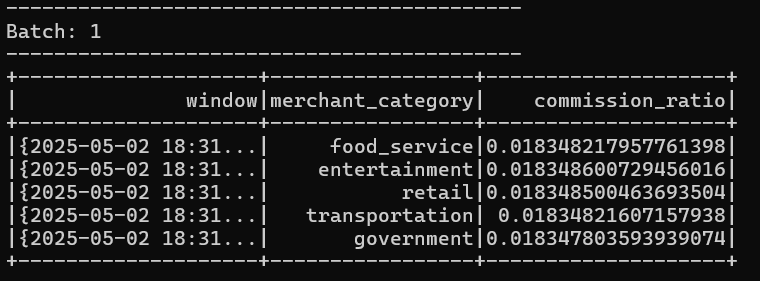 -------------------------------------------
Batch: 1
-------------------------------------------
+--------------------+-----------------+--------------------+
|              window|merchant_category|    commission_ratio|
+--------------------+-----------------+--------------------+
|{2025-05-02 18:31...|     food_service|0.018348217957761398|
|{2025-05-02 18:31...|    entertainment|0.018348600729456016|
|{2025-05-02 18:31...|           retail|0.018348500463693504|
|{2025-05-02 18:31...|   transportation| 0.01834821607157938|
|{2025-05-02 18:31...|       government|0.018347803593939074|
+--------------------+-----------------+--------------------+